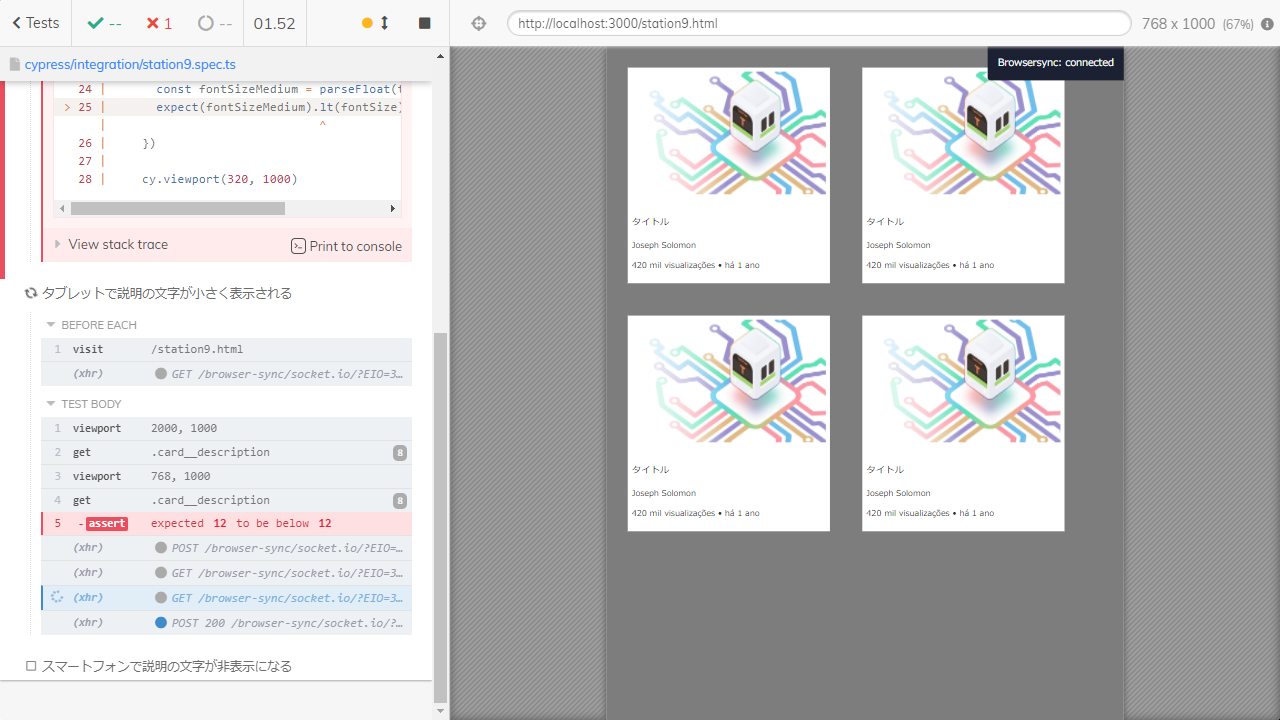 Tests
--
1
--
01.52
http://localhost:3000/station9.html
768 x 1000 (67%)
cypress/integration/station9.spec.ts
24 | const fontSizeMedium = parseFloat(
> 25 | expect(fontSizeMedium).lt(fontSize)
| ^
26 | })
27 |
28 | cy.viewport(320, 1000)
View stack trace
Print to console
タブレットで説明の文字が小さく表示される
BEFORE EACH
1 visit /station9.html
(xhr) GET /browser-sync/socket.io/?EIO=3…
TEST BODY
1 viewport 2000, 1000
2 get .card__description 8
3 viewport 768, 1000
4 get .card__description 8
5 -assert expected 12 to be below 12
(xhr) POST /browser-sync/socket.io/?EIO=…
(xhr) GET /browser-sync/socket.io/?EIO=3…
(xhr) GET /browser-sync/socket.io/?EIO=3…
(xhr) POST 200 /browser-sync/socket.io/?…
スマートフォンで説明の文字が非表示になる
Browsersync: connected
タイトル
Joseph Solomon
420 mil visualizações • há 1 ano
タイトル
Joseph Solomon
420 mil visualizações • há 1 ano
タイトル
Joseph Solomon
420 mil visualizações • há 1 ano
タイトル
Joseph Solomon
420 mil visualizações • há 1 ano